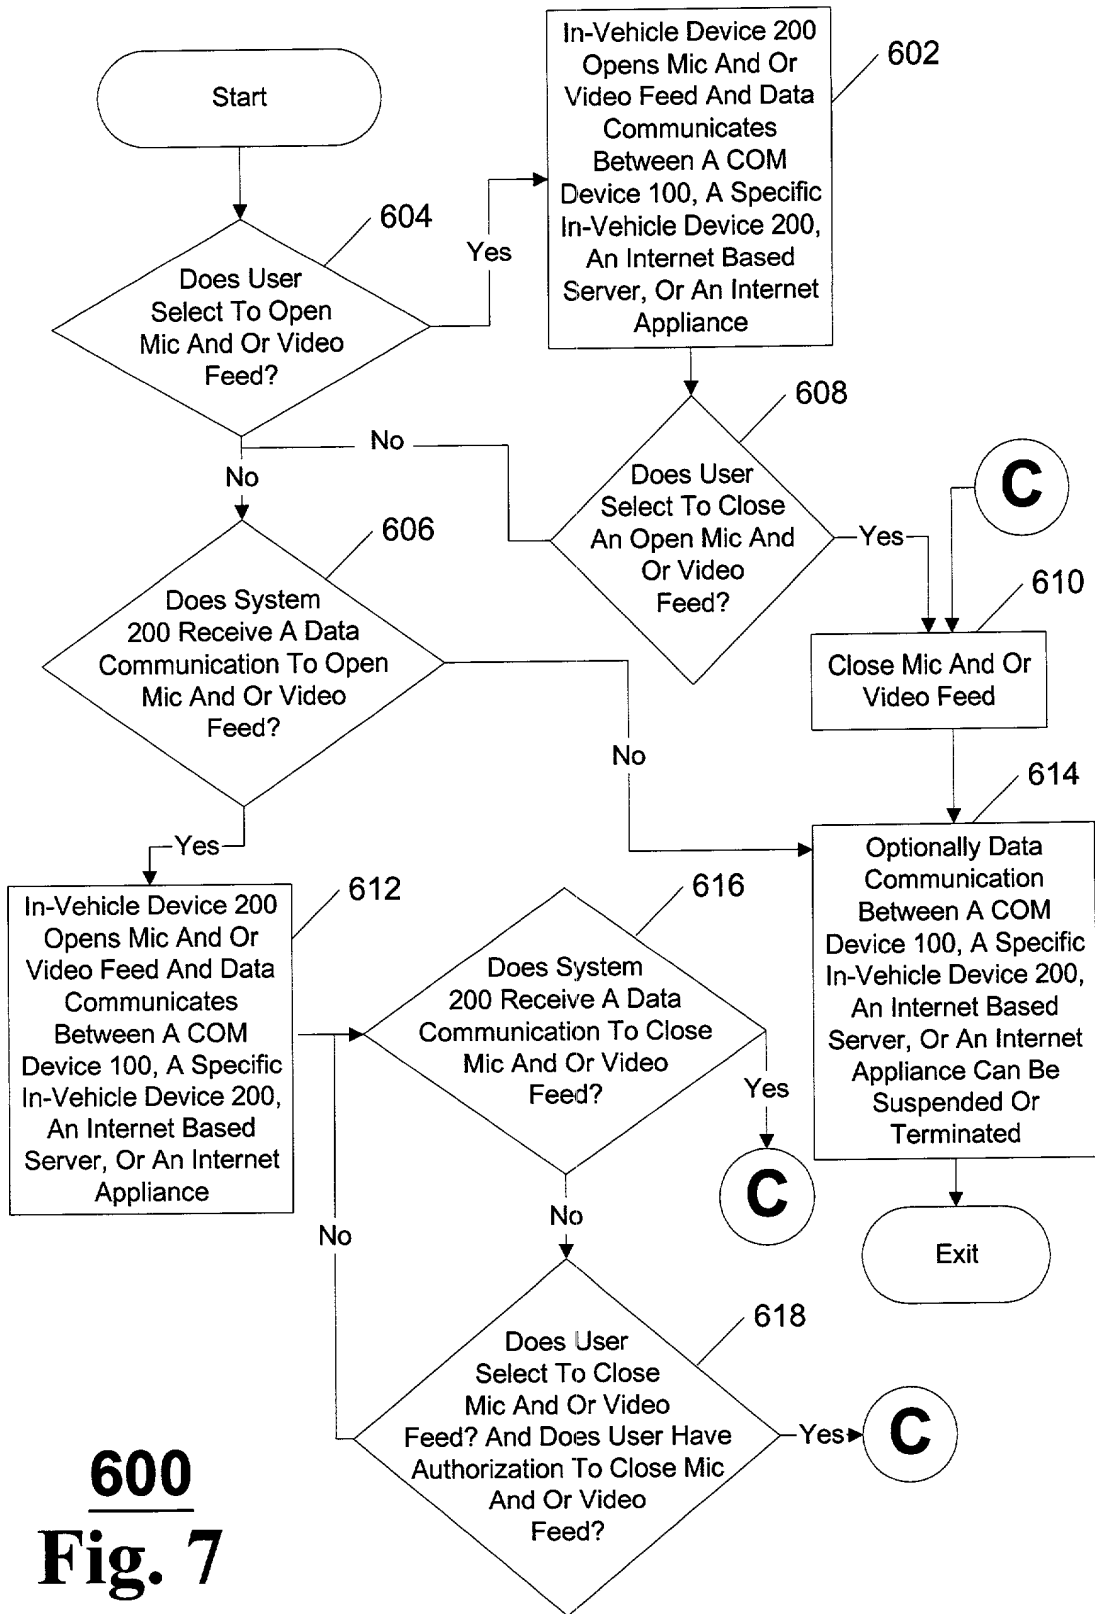 Start
604
Does User
Select To Open
Mic And Or Video
Feed?
Yes
In-Vehicle Device 200
Opens Mic And Or
Video Feed And Data
Communicates
Between A COM
Device 100, A Specific
In-Vehicle Device 200,
An Internet Based
Server, Or An Internet
Appliance
602
608
Does User
Select To Close
An Open Mic And
Or Video
Feed?
No
No
Yes
C
610
Close Mic And Or
Video Feed
606
Does System
200 Receive A Data
Communication To Open
Mic And Or Video
Feed?
No
Yes
614
Optionally Data
Communication
Between A COM
Device 100, A Specific
In-Vehicle Device 200,
An Internet Based
Server, Or An Internet
Appliance Can Be
Suspended Or
Terminated
Exit
612
In-Vehicle Device 200
Opens Mic And Or
Video Feed And Data
Communicates
Between A COM
Device 100, A Specific
In-Vehicle Device 200,
An Internet Based
Server, Or An Internet
Appliance
616
Does System
200 Receive A Data
Communication To Close
Mic And Or Video
Feed?
Yes
C
No
No
618
Does User
Select To Close
Mic And Or Video
Feed? And Does User Have
Authorization To Close Mic
And Or Video
Feed?
Yes
C
600
Fig. 7